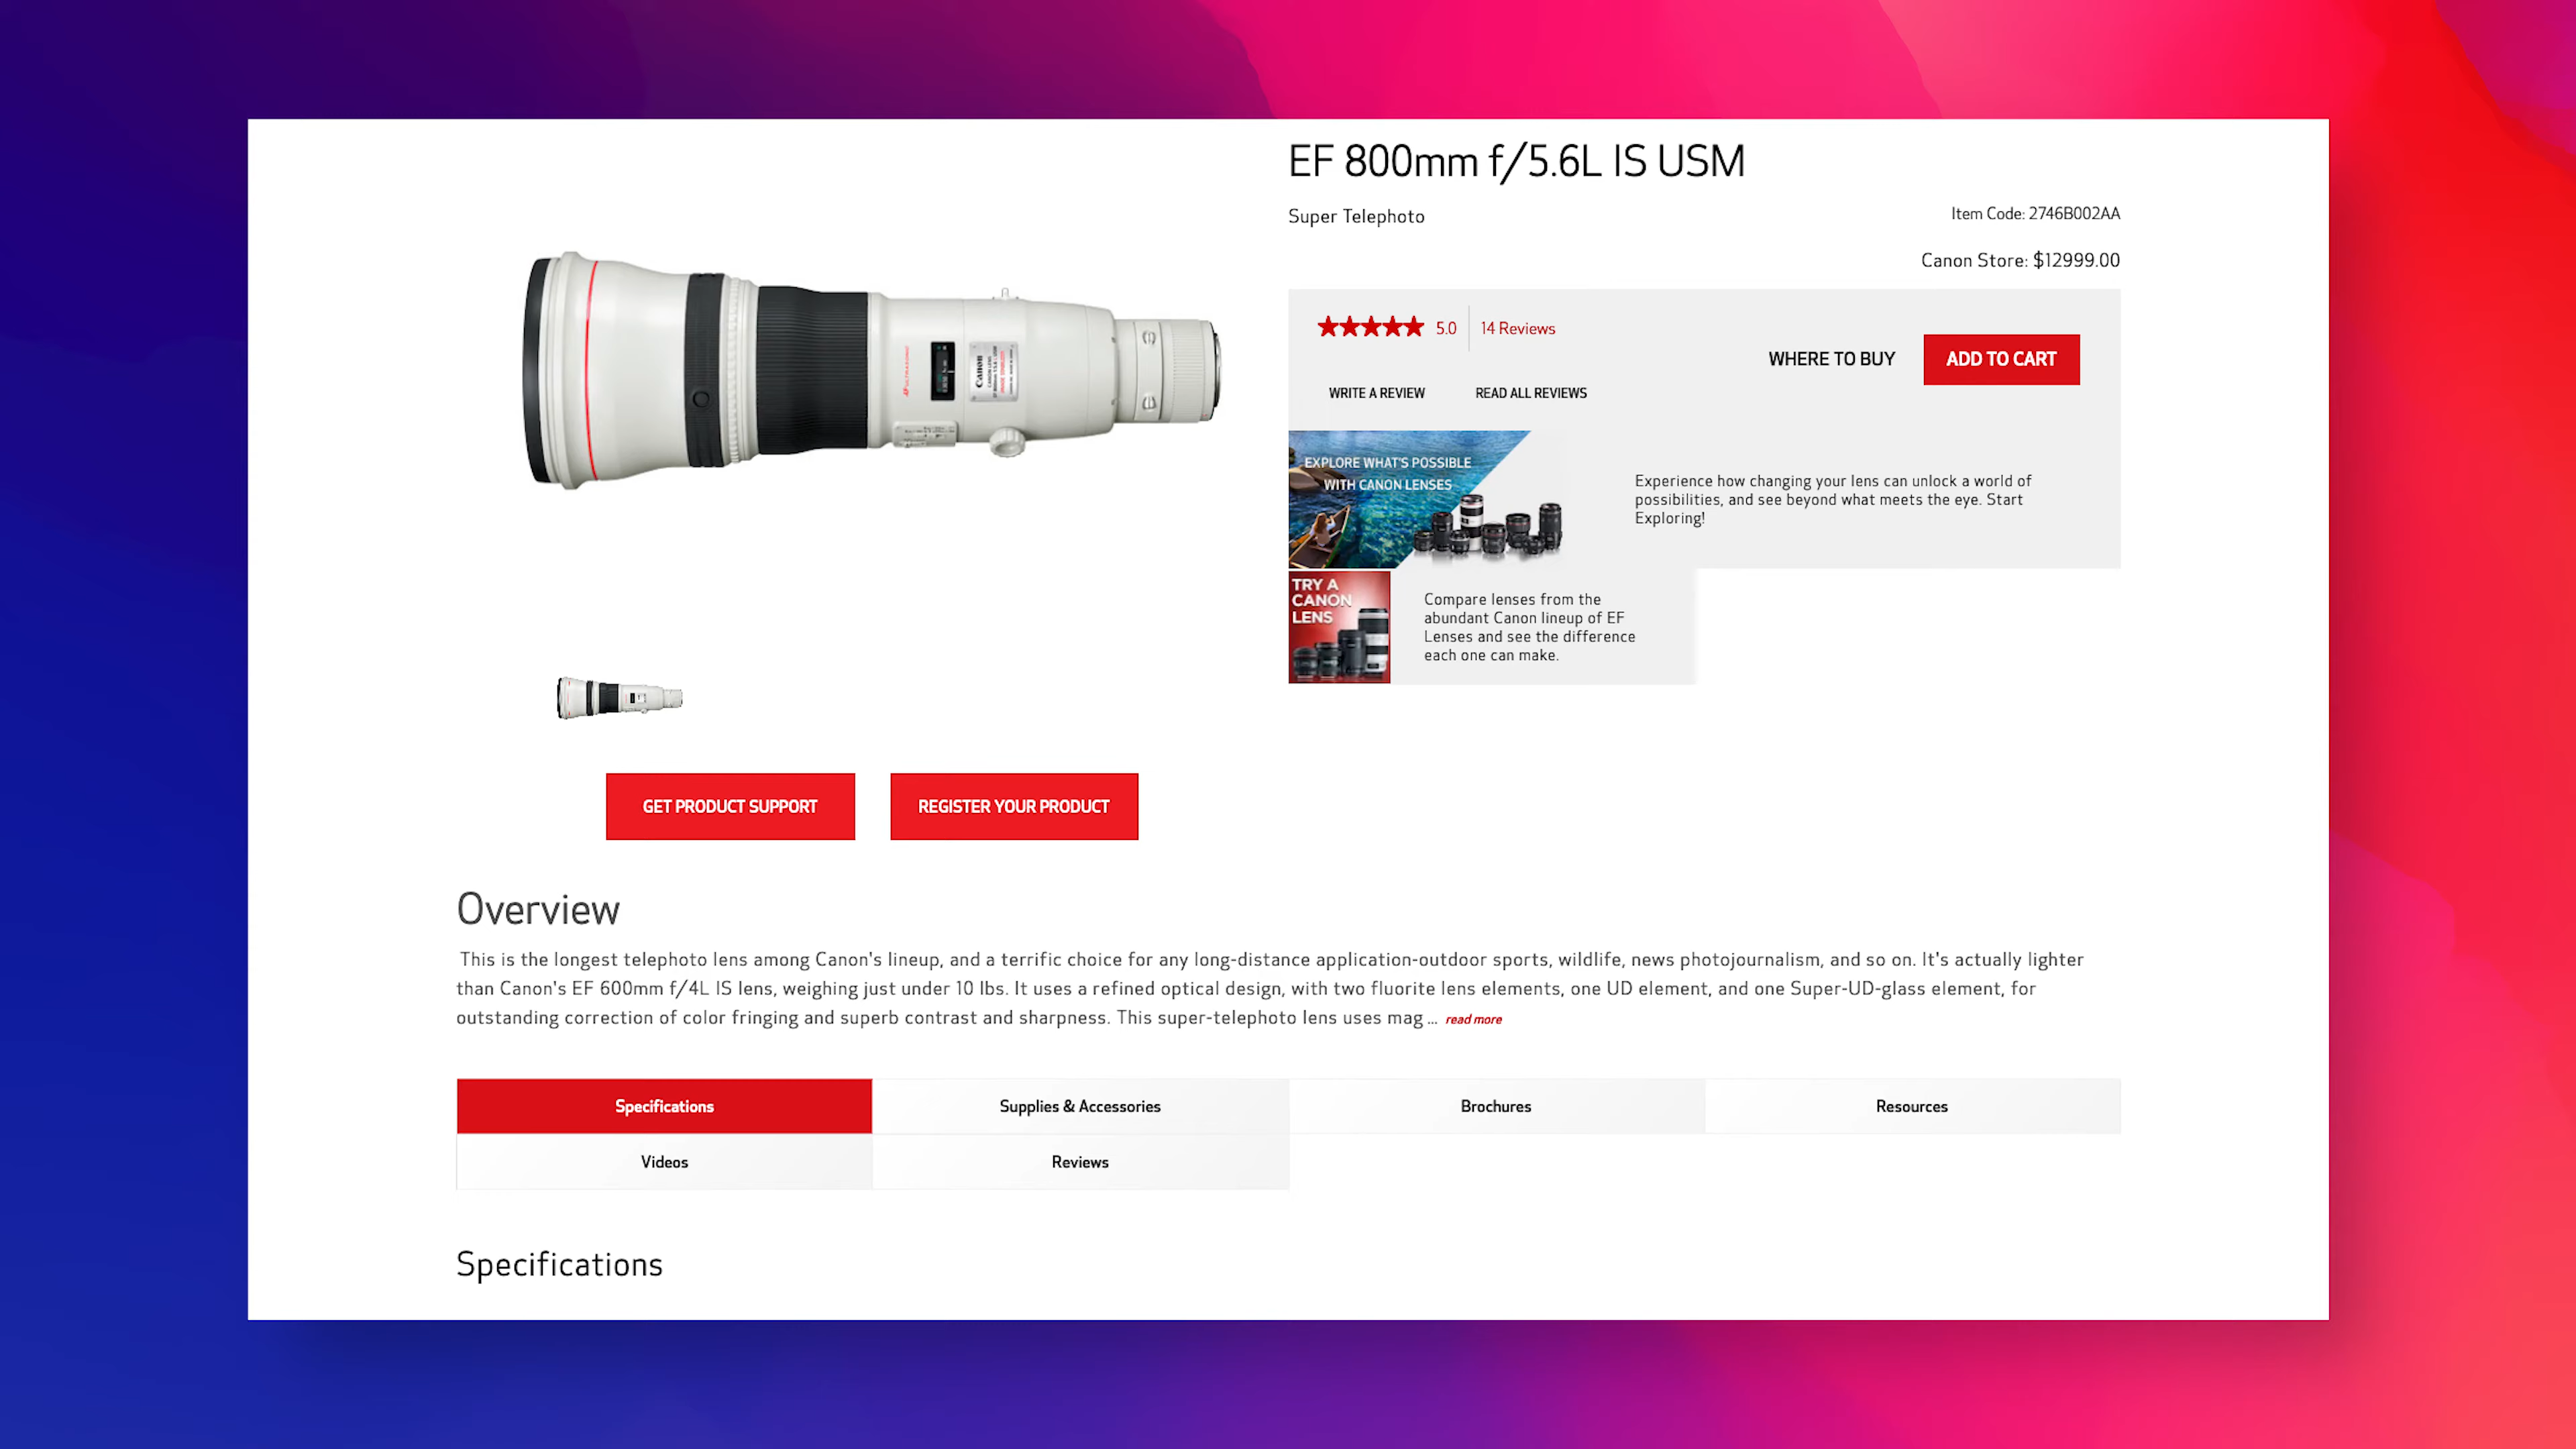 EF 800mm f/5.6L IS USM
Super Telephoto
Item Code: 2746B002AA
Canon Store: $12999.00
5.0
14 Reviews
WRITE A REVIEW
READ ALL REVIEWS
WHERE TO BUY
ADD TO CART
EXPLORE WHAT'S POSSIBLE
WITH CANON LENSES
Experience how changing your lens can unlock a world of
possibilities, and see beyond what meets the eye. Start
Exploring!
TRY A
CANON
LENS
Compare lenses from the
abundant Canon lineup of EF
Lenses and see the difference
each one can make.
CANON
GET PRODUCT SUPPORT
REGISTER YOUR PRODUCT
Overview
This is the longest telephoto lens among Canon's lineup, and a terrific choice for any long-distance application-outdoor sports, wildlife, news photojournalism, and so on. It's actually lighter
than Canon's EF 600mm f/4L IS lens, weighing just under 10 lbs. It uses a refined optical design, with two fluorite lens elements, one UD element, and one Super-UD-glass element, for
outstanding correction of color fringing and superb contrast and sharpness. This super-telephoto lens uses mag ... read more
Specifications
Supplies & Accessories
Brochures
Resources
Videos
Reviews
Specifications